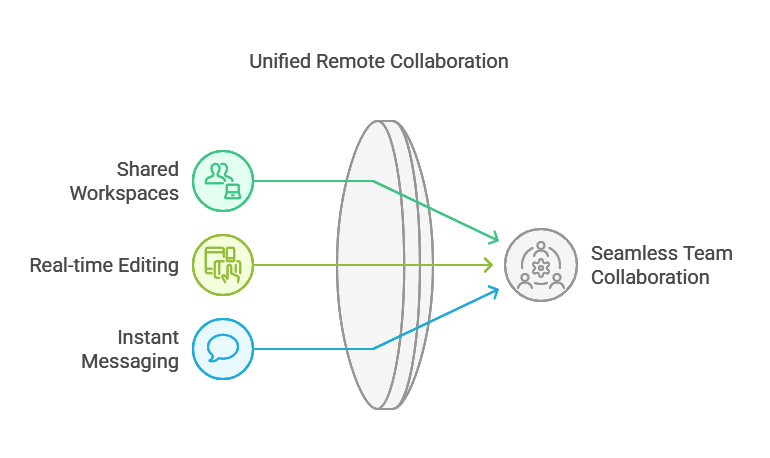 Unified Remote Collaboration
Shared
Workspaces
Real-time Editing
Instant
Messaging
Seamless Team
Collaboration